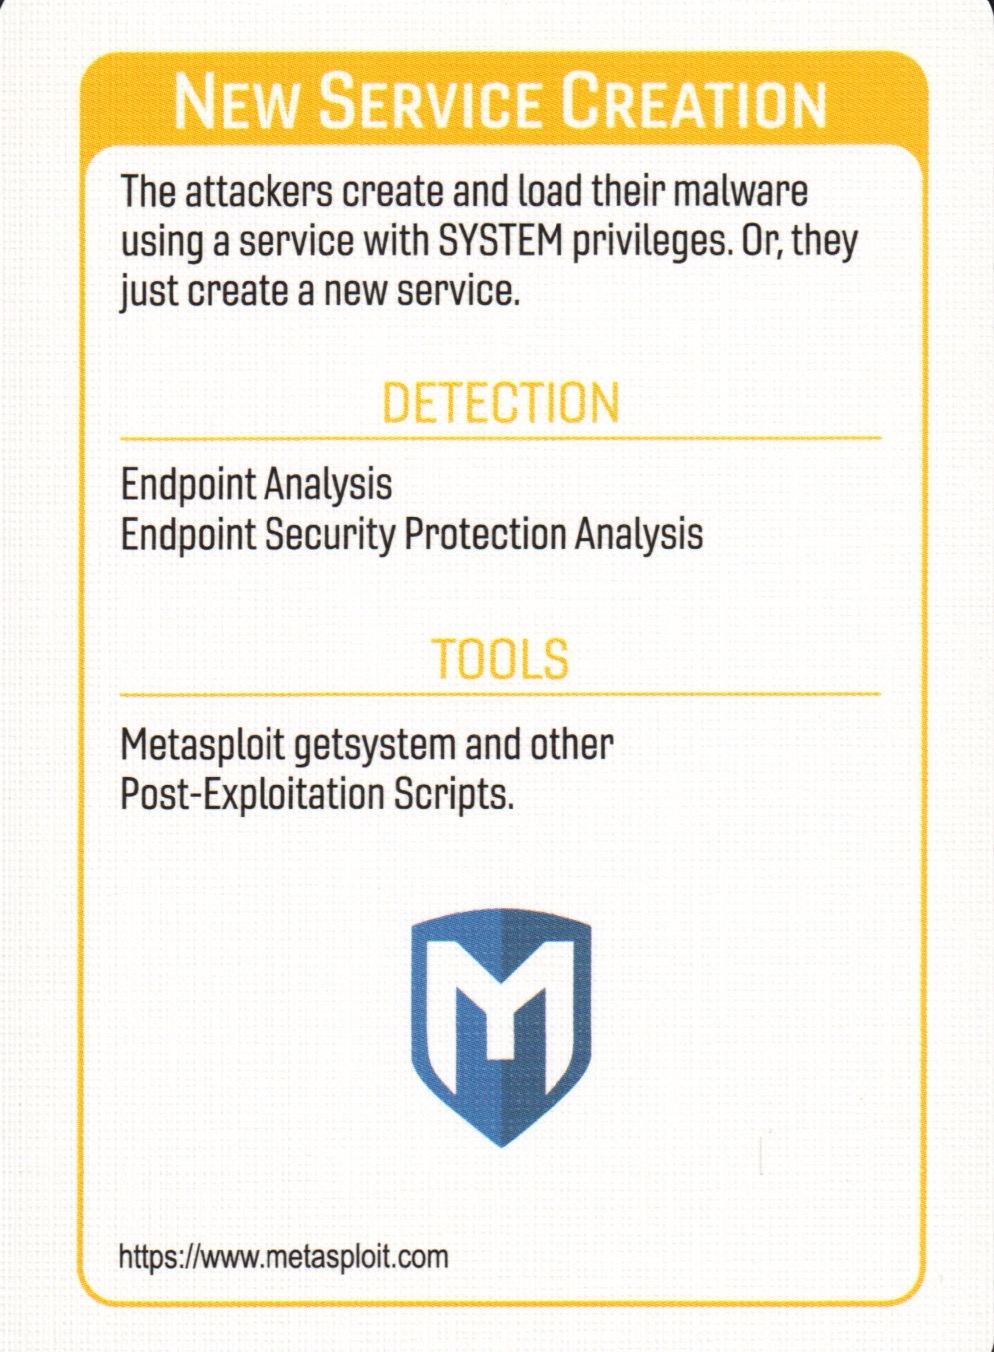 NEW SERVICE CREATION
The attackers create and load their malware
using a service with SYSTEM privileges. Or, they
just create a new service.
DETECTION
Endpoint Analysis
Endpoint Security Protection Analysis
TOOLS
Metasploit getsystem and other
Post-Exploitation Scripts.
M
https://www.metasploit.com